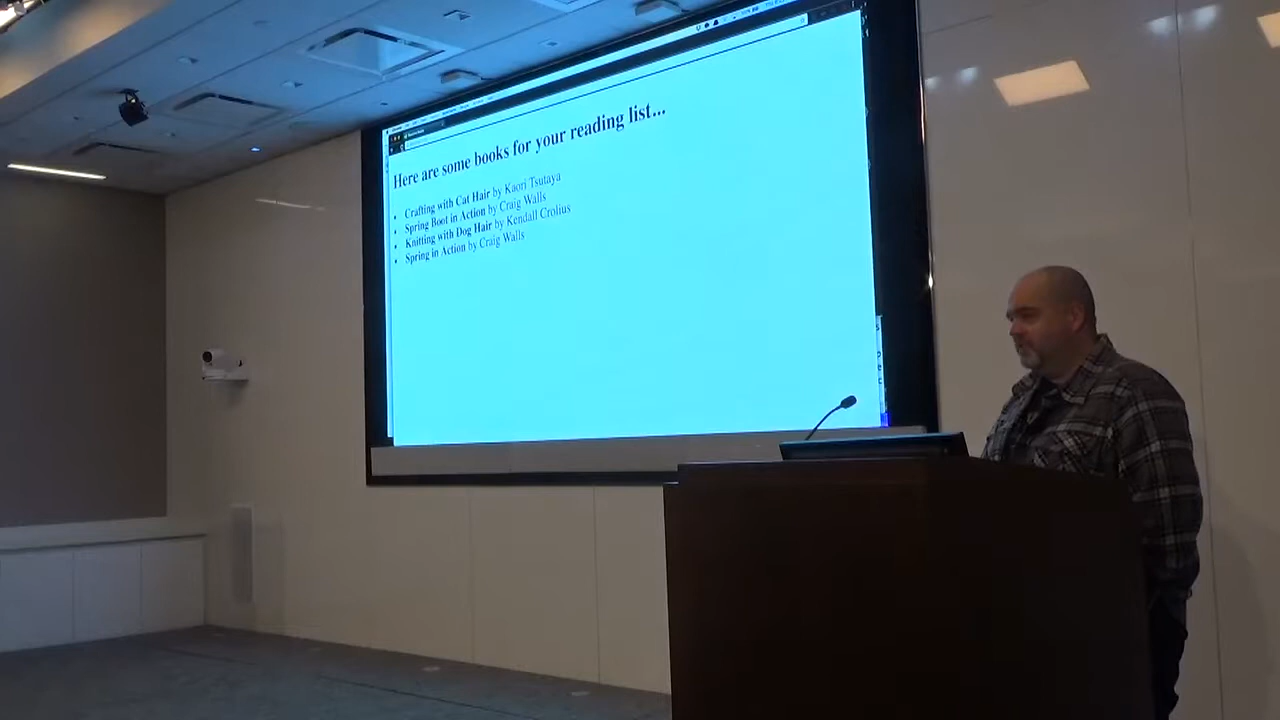 Here are some books for your reading list...
Crafting with Cat Hair by Kaori Tsutaya
Spring Boot in Action by Craig Walls
Knitting with Dog Hair by Kendall Crolius
Spring in Action by Craig Walls